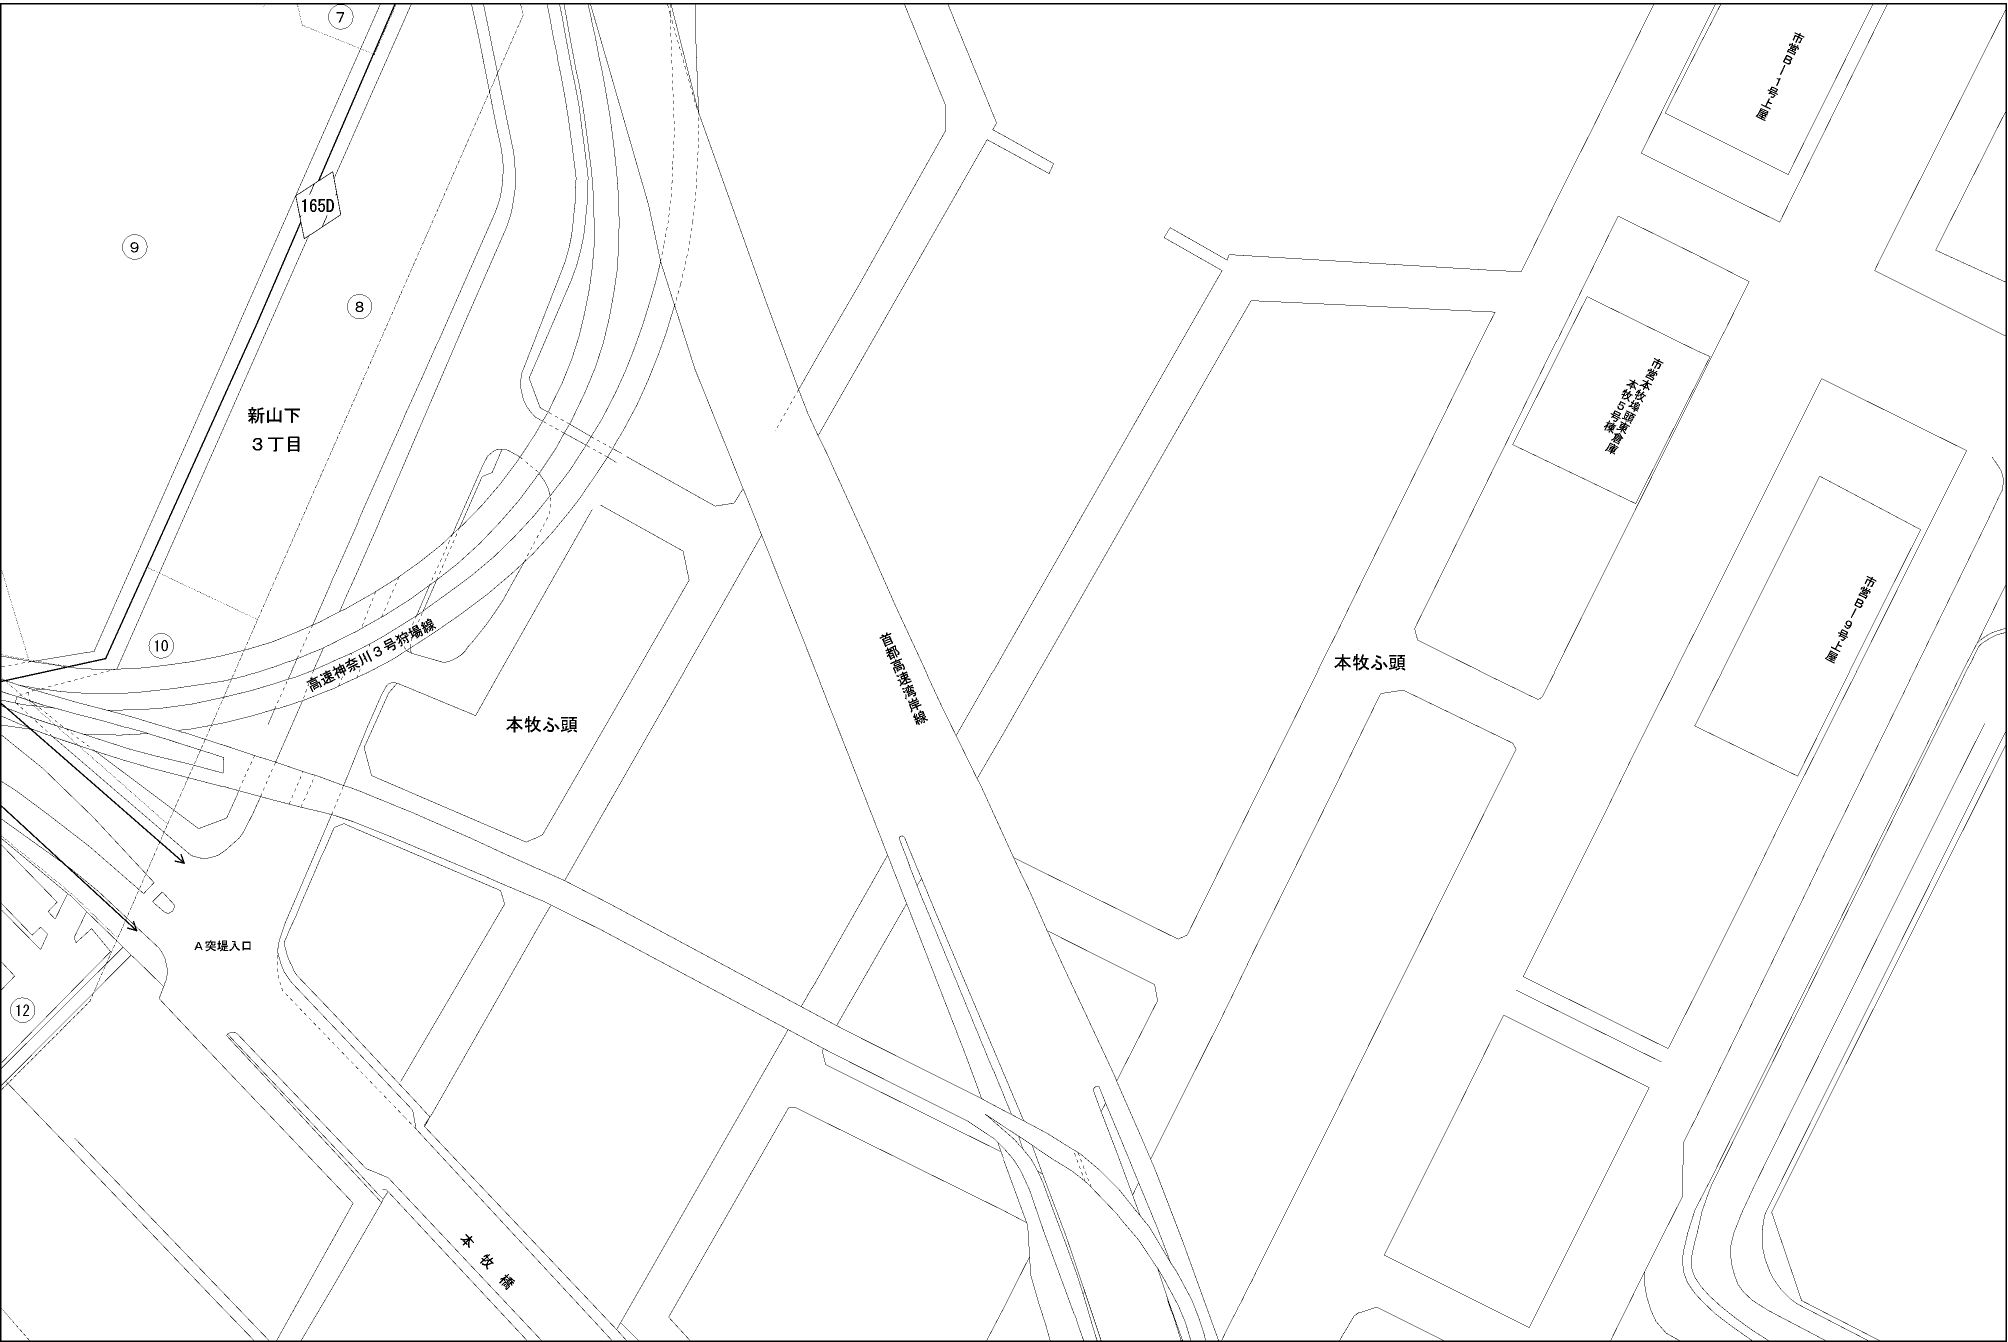 ⑦
市営B－1号上屋
165D
⑨
⑧
新山下
３丁目
市営本牧埠頭東倉庫
本牧５号棟
市営B－9号上屋
⑩
高速神奈川３号狩場線
首都高速湾岸線
本牧ふ頭
本牧ふ頭
Ａ突堤入口
⑫
本牧橋